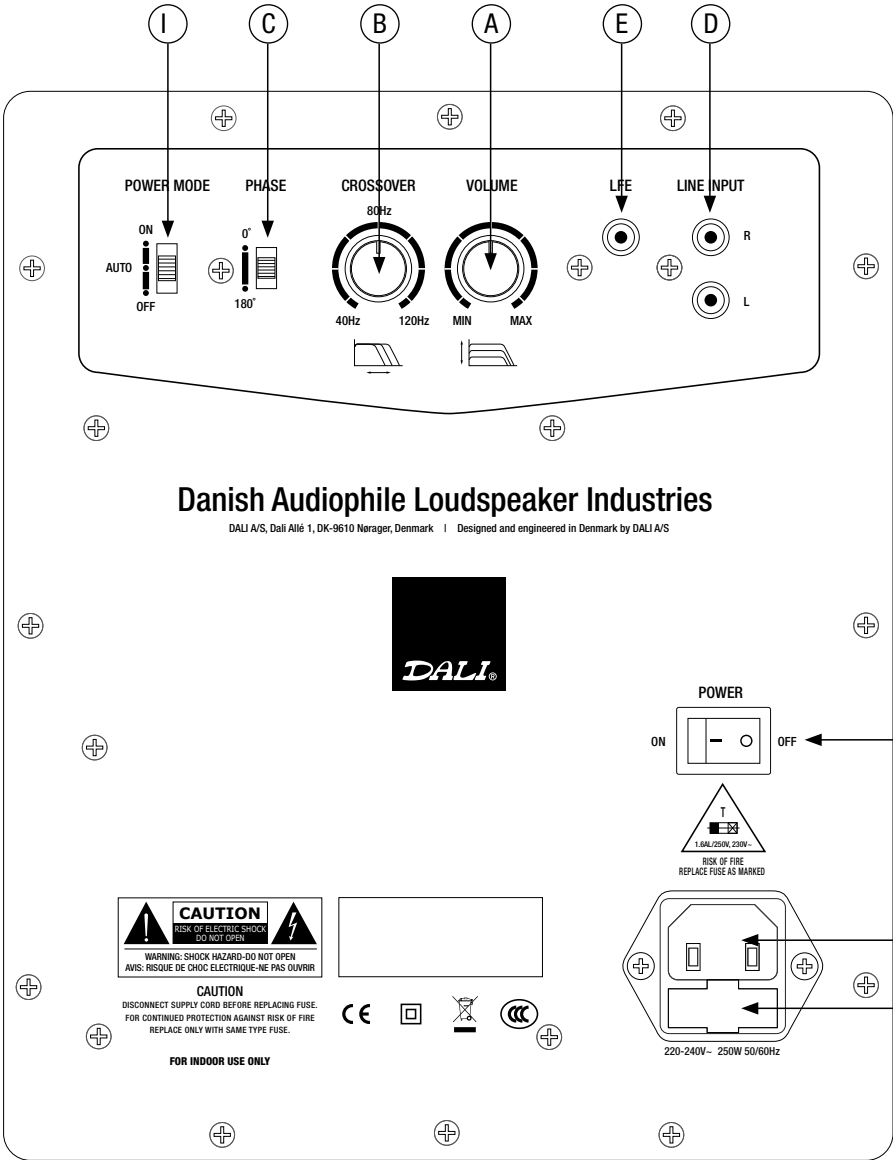 I C B A E D
POWER MODE PHASE CROSSOVER VOLUME LFE LINE INPUT
80Hz
ON 0˚ R
AUTO
OFF 180˚ L
40Hz 120Hz MIN MAX
Danish Audiophile Loudspeaker Industries
DALI A/S, Dali Allé 1, DK-9610 Nørager, Denmark | Designed and engineered in Denmark by DALI A/S
DALI®
POWER
ON OFF
T
1.6AL/250V, 230V~
RISK OF FIRE
REPLACE FUSE AS MARKED
CAUTION
RISK OF ELECTRIC SHOCK
DO NOT OPEN
WARNING: SHOCK HAZARD-DO NOT OPEN
AVIS: RISQUE DE CHOC ELECTRIQUE-NE PAS OUVRIR
CAUTION
DISCONNECT SUPPLY CORD BEFORE REPLACING FUSE.
FOR CONTINUED PROTECTION AGAINST RISK OF FIRE
REPLACE ONLY WITH SAME TYPE FUSE.
FOR INDOOR USE ONLY
CE
CCC
220-240V~ 250W 50/60Hz